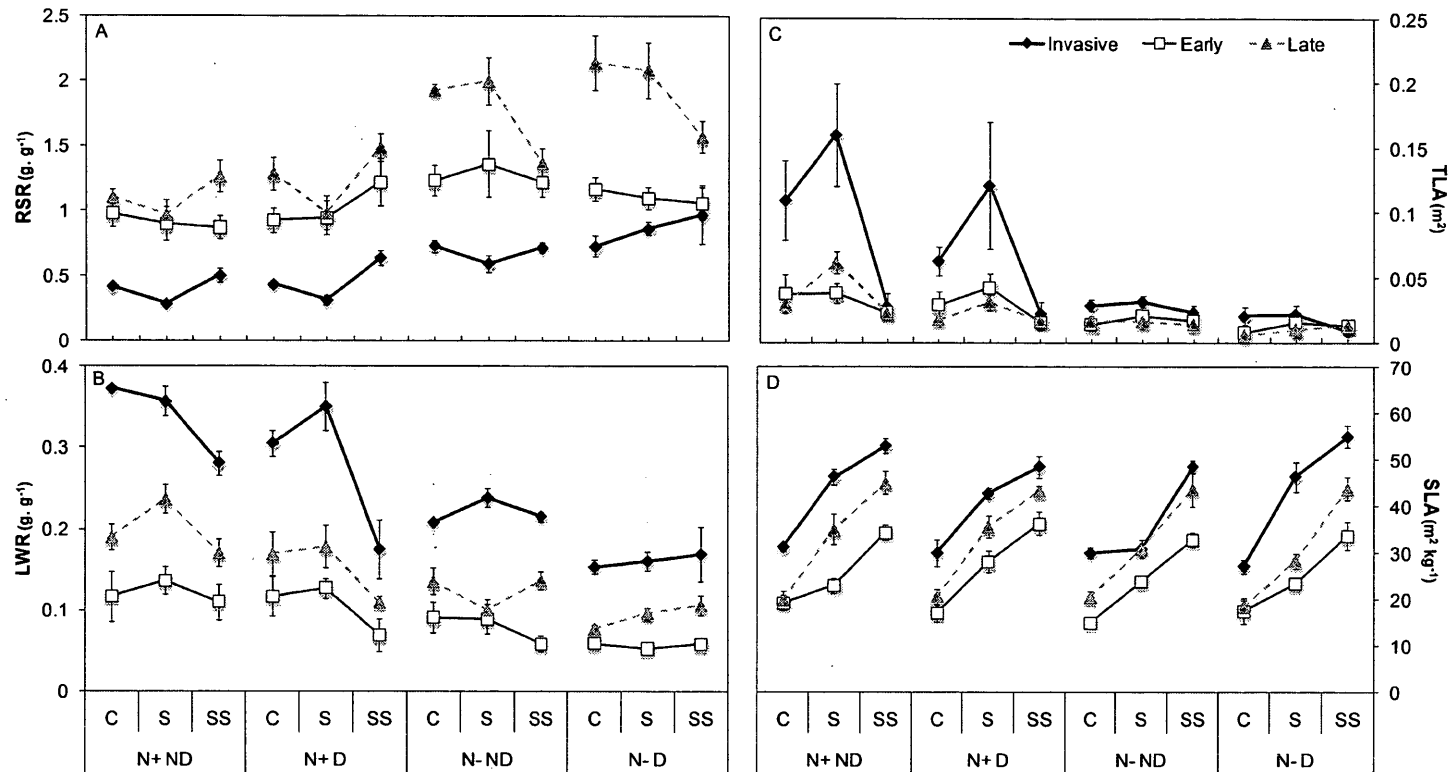 A
2.5
2
1.5
1
0.5
0
RSR (g. g-1)
B
0.4
0.3
0.2
0.1
0
LWR (g. g-1)
C S SS C S SS C S SS C S SS
N+ ND N+ D N- ND N- D
C
Invasive Early Late
0.25
0.2
0.15
0.1
0.05
0
TLA (m²)
D
70
60
50
40
30
20
10
0
SLA (m² kg-1)
C S SS C S SS C S SS C S SS
N+ ND N+ D N- ND N- D